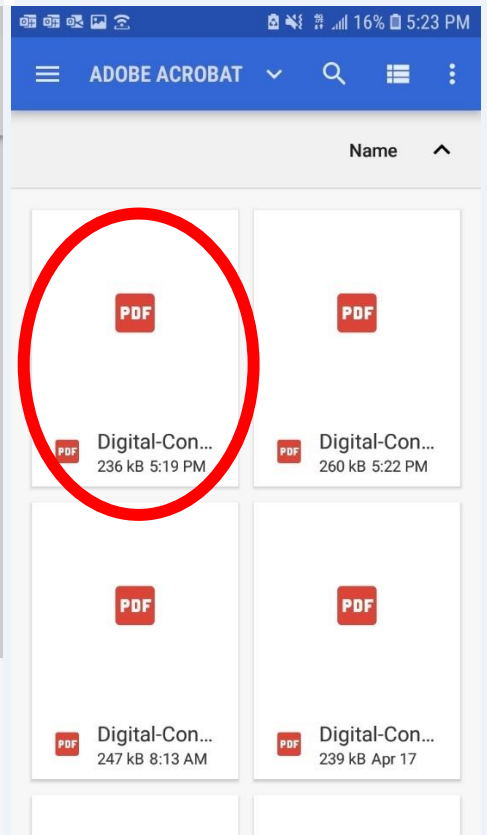 16% 5:23 PM
ADOBE ACROBAT
Name
PDF
PDF
PDF Digital-Con...
236 kB 5:19 PM
PDF Digital-Con...
260 kB 5:22 PM
PDF
PDF
PDF Digital-Con...
247 kB 8:13 AM
PDF Digital-Con...
239 kB Apr 17